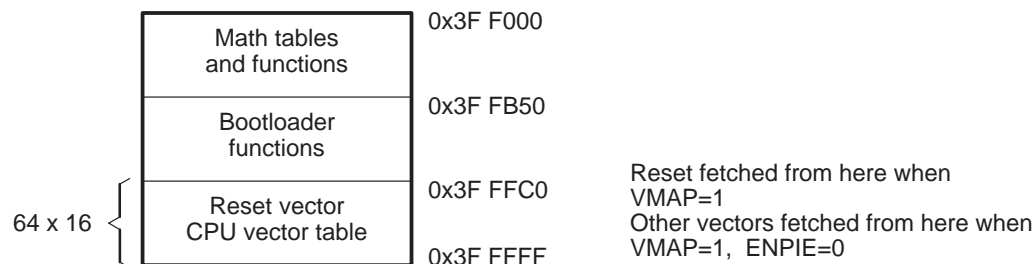 Math tables
and functions
0x3F F000
Bootloader
functions
0x3F FB50
64 x 16
Reset vector
CPU vector table
0x3F FFC0
0x3F FFFF
Reset fetched from here when
VMAP=1
Other vectors fetched from here when
VMAP=1, ENPIE=0